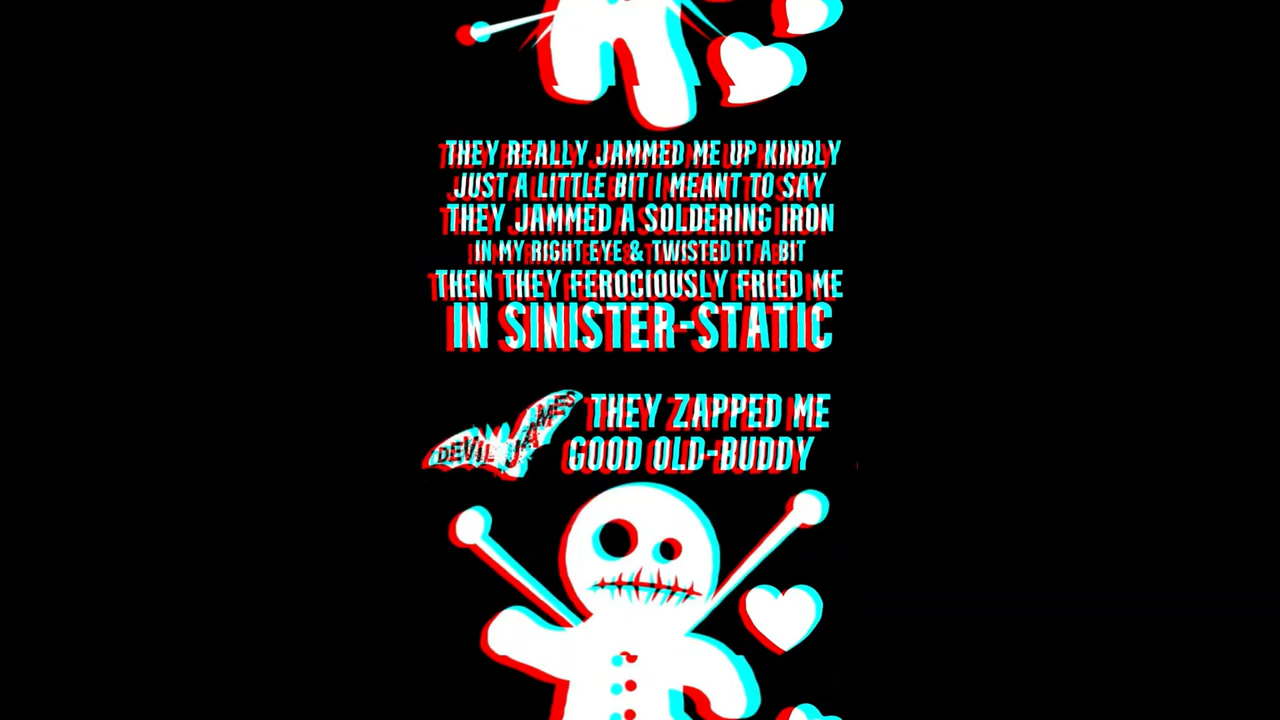 THEY REALLY JAMMED ME UP KINDLY
JUST A LITTLE BIT I MEANT TO SAY
THEY JAMMED A SOLDERING IRON
IN MY RIGHT EYE & TWISTED IT A BIT
THEN THEY FEROCIOUSLY FRIED ME
IN SINISTER-STATIC
DEVIL JAMES
THEY ZAPPED ME
GOOD OLD-BUDDY